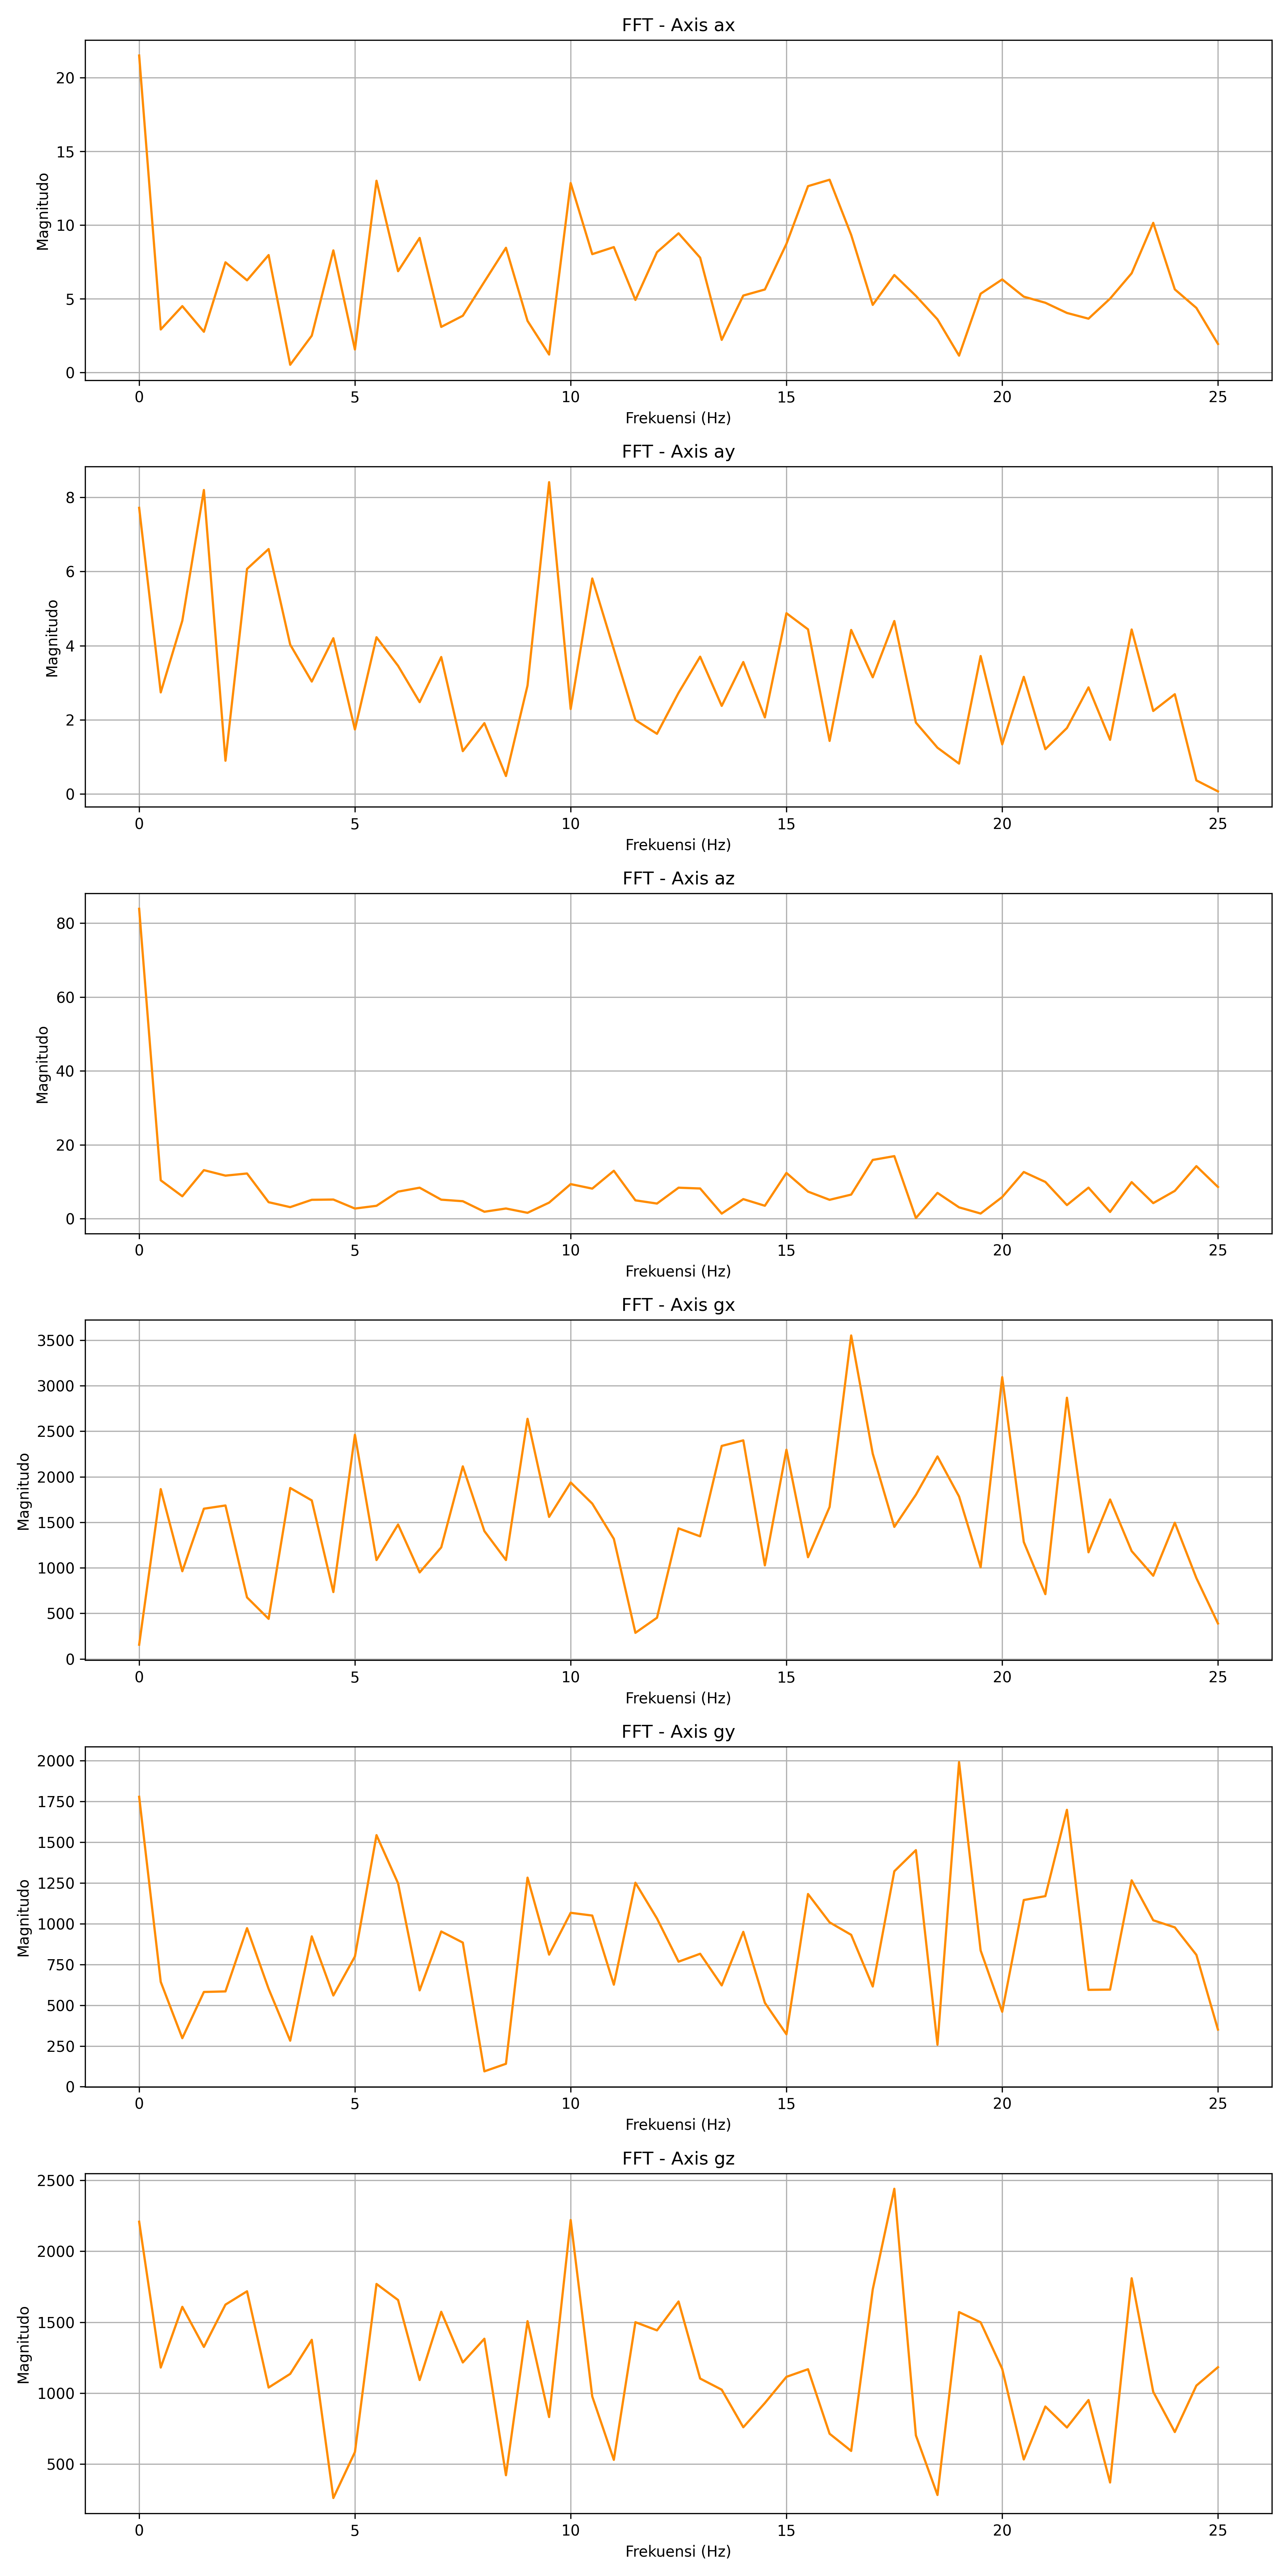 FFT - Axis ax
20
15
10
5
0
Magnitudo
0 5 10 15 20 25
Frekuensi (Hz)
FFT - Axis ay
8
6
4
2
0
Magnitudo
0 5 10 15 20 25
Frekuensi (Hz)
FFT - Axis az
80
60
40
20
0
Magnitudo
0 5 10 15 20 25
Frekuensi (Hz)
FFT - Axis gx
3500
3000
2500
2000
1500
1000
500
0
Magnitudo
0 5 10 15 20 25
Frekuensi (Hz)
FFT - Axis gy
2000
1750
1500
1250
1000
750
500
250
0
Magnitudo
0 5 10 15 20 25
Frekuensi (Hz)
FFT - Axis gz
2500
2000
1500
1000
500
Magnitudo
0 5 10 15 20 25
Frekuensi (Hz)